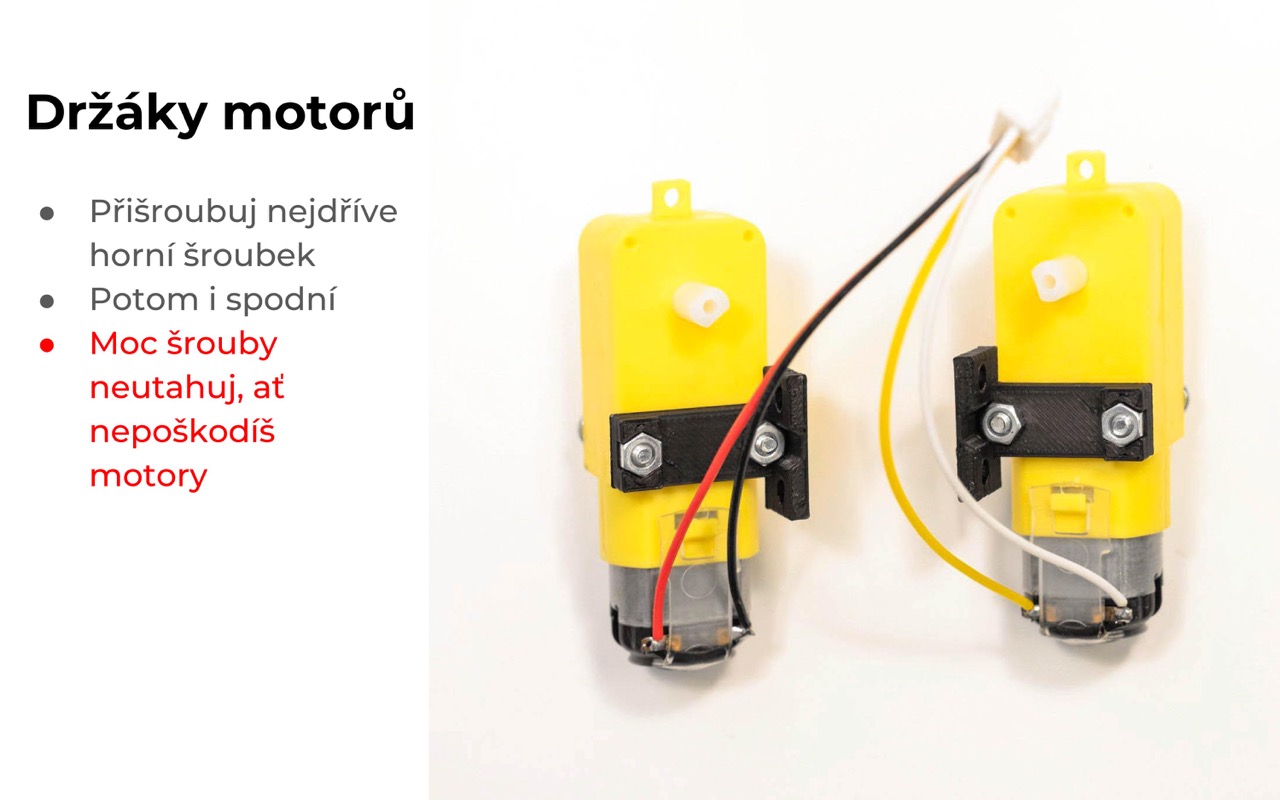 Držáky motorů
● Přišroubuj nejdříve
horní šroubek
● Potom i spodní
● Moc šrouby
neutahuj, ať
nepoškodíš
motory